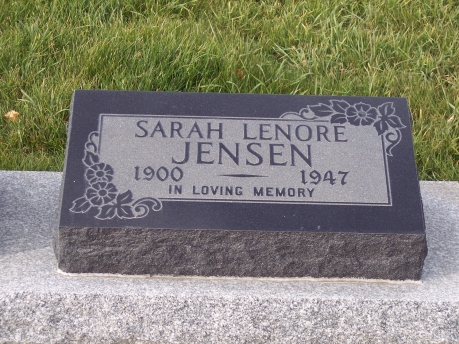 SARAH LENORE
JENSEN
1900 — 1947
IN LOVING MEMORY